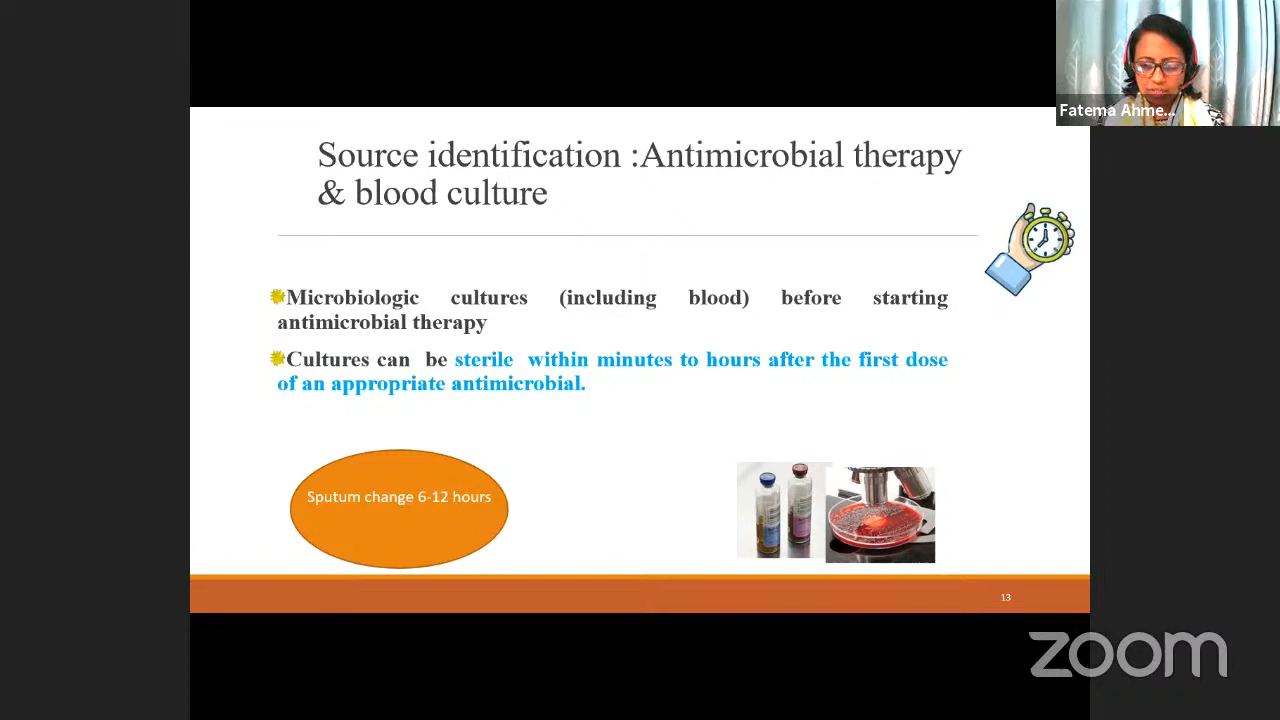 Fatema Ahme...
Source identification :Antimicrobial therapy
& blood culture
Microbiologic cultures (including blood) before starting
antimicrobial therapy
Cultures can be sterile within minutes to hours after the first dose
of an appropriate antimicrobial.
Sputum change 6-12 hours
13
zoom